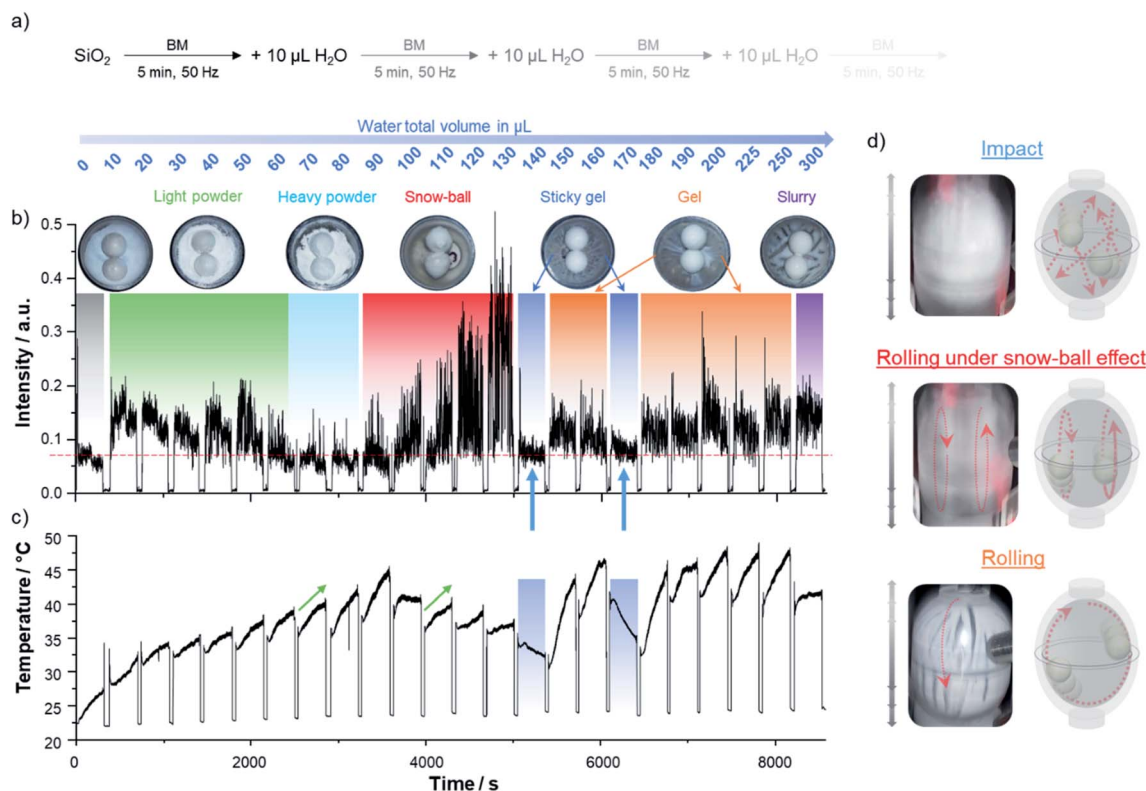 a)
SiO₂ BM 5 min, 50 Hz + 10 µL H₂O BM 5 min, 50 Hz + 10 µL H₂O BM 5 min, 50 Hz + 10 µL H₂O BM 5 min, 50 Hz
Water total volume in µL
0 10 20 30 40 50 60 70 80 90 100 110 120 130 140 150 160 170 180 190 200 225 250 300
Light powder Heavy powder Snow-ball Sticky gel Gel Slurry
b)
Intensity / a.u.
0.5
0.4
0.3
0.2
0.1
0.0
c)
Temperature / °C
50
45
40
35
30
25
20
0 2000 4000 6000 8000
Time / s
d)
Impact
Rolling under snow-ball effect
Rolling